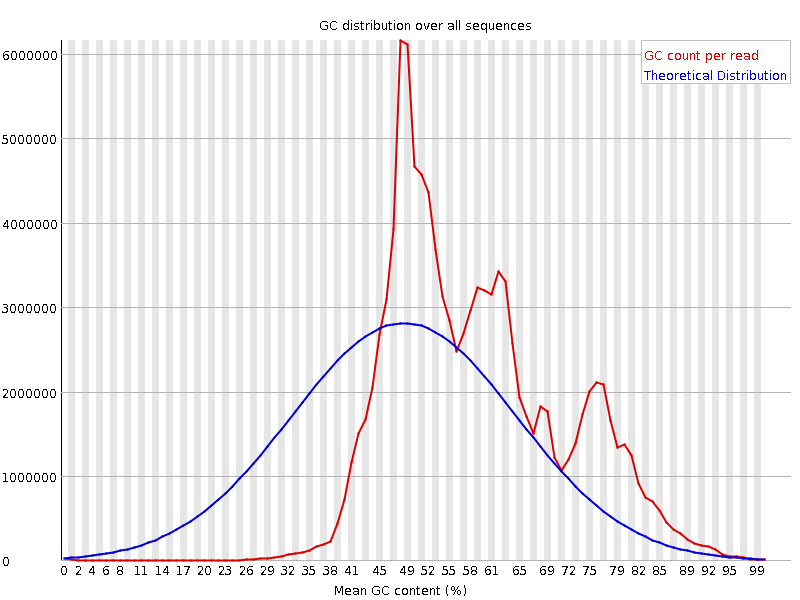 GC distribution over all sequences
GC count per read
Theoretical Distribution
6000000
5000000
4000000
3000000
2000000
1000000
0
0 2 4 6 8 11 14 17 20 23 26 29 32 35 38 41 45 49 52 55 58 61 65 69 72 75 79 82 85 89 92 95 99
Mean GC content (%)